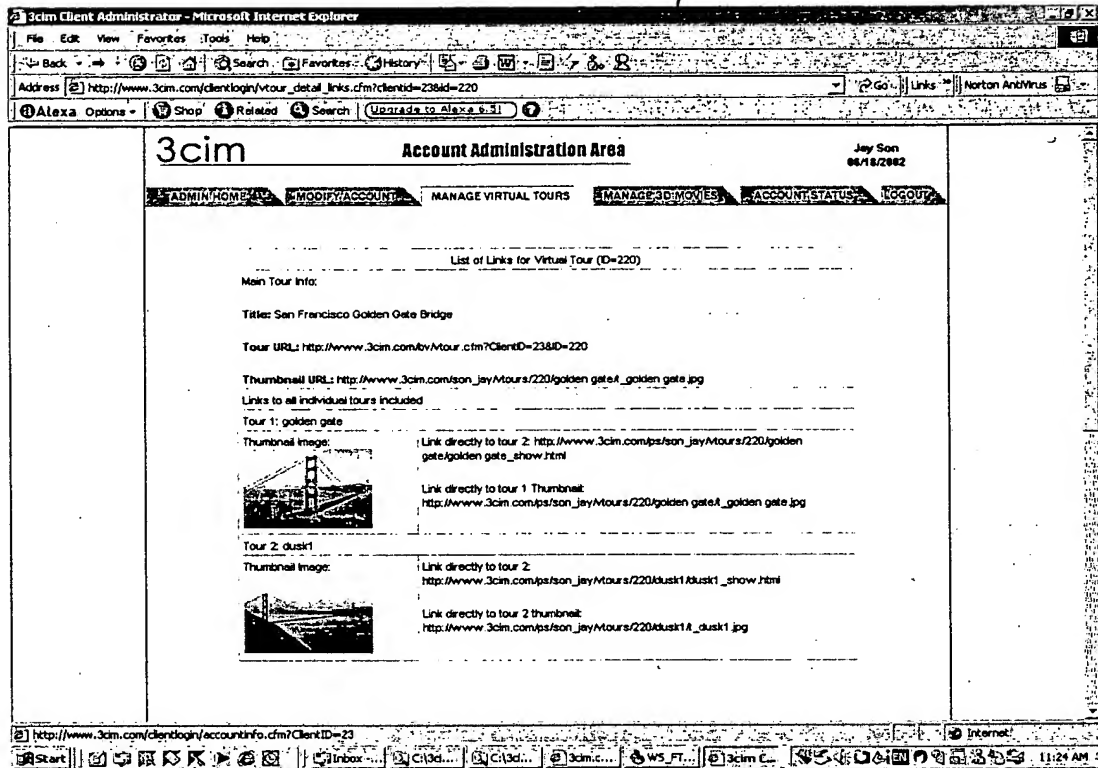 3cim Client Administrator - Microsoft Internet Explorer
File Edit View Favorites Tools Help
Back Search Favorites History
Address http://www.3cim.com/clientlogin/vtour_detail_links.cfm?clientid=23&id=220 Go Links » Norton AntiVirus
Alexa Options Shop Related Search (Upgrade to Alexa 6.5!)
3cim Account Administration Area Jay Son
06/18/2002
ADMIN HOME MODIFY ACCOUNT MANAGE VIRTUAL TOURS MANAGE 3D MOVIES ACCOUNT STATUS LOGOUT
List of Links for Virtual Tour (ID=220)
Main Tour Info:
Title: San Francisco Golden Gate Bridge
Tour URL: http://www.3cim.com/bv/vtour.cfm?ClientID=23&ID=220
Thumbnail URL: http://www.3cim.com/son_jay/vtours/220/golden gate/t_golden gate.jpg
Links to all individual tours included
Tour 1: golden gate
Thumbnail Image:
Link directly to tour 2: http://www.3cim.com/ps/son_jay/vtours/220/golden
gate/golden gate_show.html
Link directly to tour 1 Thumbnail:
http://www.3cim.com/ps/son_jay/vtours/220/golden gate/t_golden gate.jpg
Tour 2: dusk1
Thumbnail Image:
Link directly to tour 2:
http://www.3cim.com/ps/son_jay/vtours/220/dusk1/dusk1_show.html
Link directly to tour 2 thumbnail:
http://www.3cim.com/ps/son_jay/vtours/220/dusk1/t_dusk1.jpg
http://www.3cim.com/clientlogin/accountinfo.cfm?ClientID=23 Internet
Start Inbox -... C:\3d... C:\3d... 3cim.c... WS_FT... 3cim C... 11:24 AM